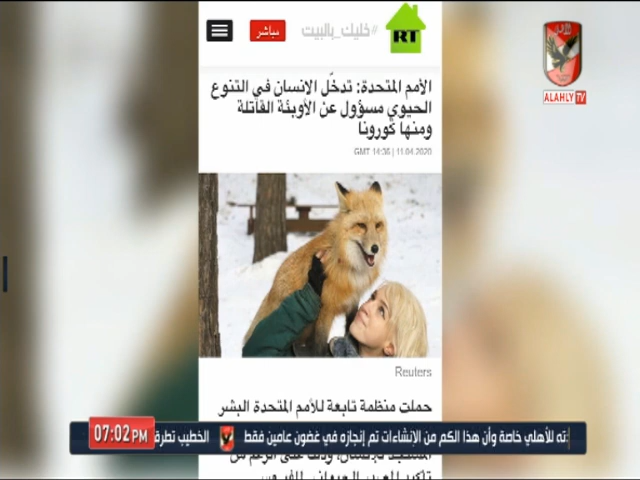 #خليك_بالبيت
مباشر
RT
ALAHLY TV
الأمم المتحدة: تدخّل الانسان في التنوع
الحيوي مسؤول عن الأوبئة القاتلة
ومنها كورونا
GMT 14:36 | 11.04.2020
Reuters
حملت منظمة تابعة للأمم المتحدة البشر
ته للأهلي خاصة وأن هذا الكم من الإنشاءات تم إنجازه في غضون عامين فقط
الخطيب تطرق
07:02 PM